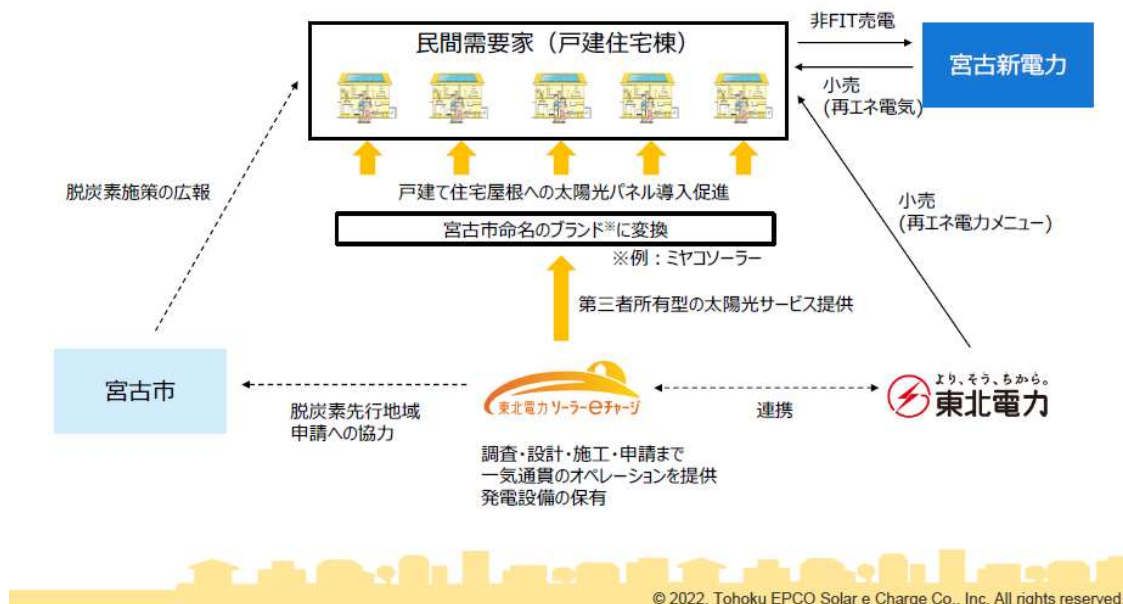 民間需要家（戸建住宅棟）
非FIT売電
宮古新電力
小売
(再エネ電気)
脱炭素施策の広報
戸建て住宅屋根への太陽光パネル導入促進
小売
(再エネ電力メニュー)
宮古市命名のブランド※に変換
※例：ミヤコソーラー
第三者所有型の太陽光サービス提供
宮古市
脱炭素先行地域
申請への協力
東北電力 ソーラーeチャージ
連携
より、そう、ちから。
東北電力
調査・設計・施工・申請まで
一気通貫のオペレーションを提供
発電設備の保有
© 2022. Tohoku EPCO Solar e Charge Co., Inc. All rights reserved